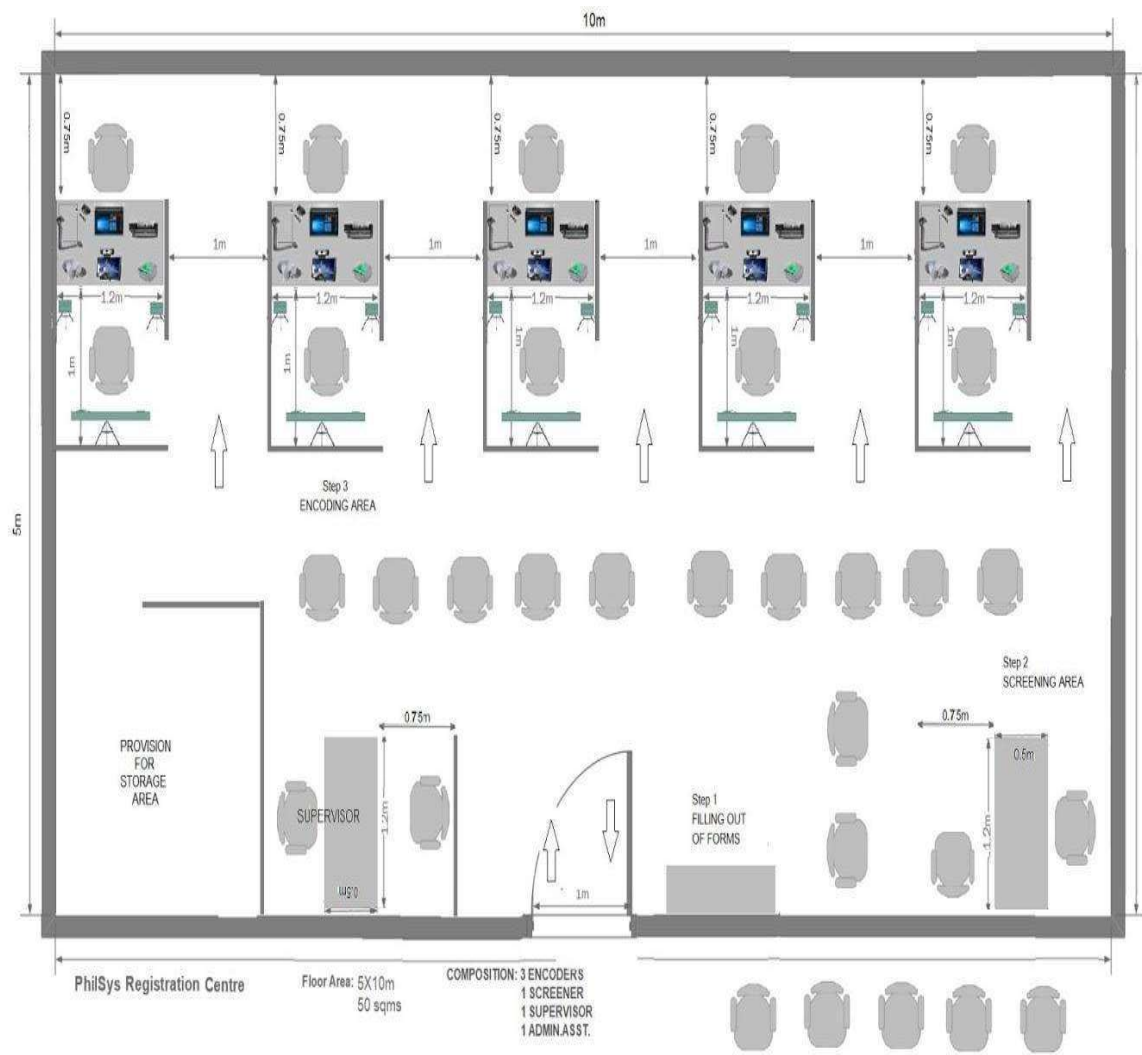 10m
0.75m
0.75m
0.75m
0.75m
0.75m
1m
1m
1m
1m
1.2m
1.2m
1.2m
1.2m
1.2m
1m
1m
1m
1m
1m
5m
Step 3
ENCODING AREA
Step 2
SCREENING AREA
0.75m
0.75m
PROVISION
FOR
STORAGE
AREA
SUPERVISOR
1.2m
0.5m
Step 1
FILLING OUT
OF FORMS
0.5m
1.2m
1m
PhilSys Registration Centre
Floor Area: 5X10m
50 sqms
COMPOSITION: 3 ENCODERS
1 SCREENER
1 SUPERVISOR
1 ADMIN.ASST.